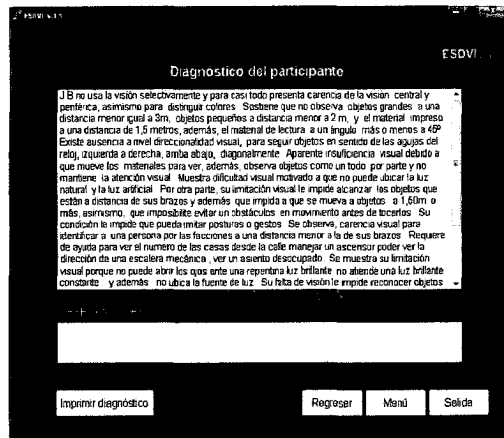 ESDVI v.1.1
ESDVI
Diagnostico del participante
J B no usa la visión selectivamente y para casi todo presenta carencia de la visión central y
periférica, asimismo para distinguir colores Sostiene que no observa objetos grandes a una
distancia menor igual a 3m, objetos pequeños a distancia menor a 2 m, y el material impreso
a una distancia de 1,5 metros, además, el material de lectura a un ángulo más o menos a 45º
Existe ausencia a nivel direccionalidad visual, para seguir objetos en sentido de las agujas del
reloj, izquierda a derecha, arriba abajo, diagonalmente Aparente insuficiencia visual debido a
que mueve los materiales para ver, además, observa objetos como un todo por parte y no
mantiene la atención visual Muestra dificultad visual motivado a que no puede ubicar la luz
natural y la luz artificial Por otra parte, su limitación visual le impide alcanzar los objetos que
están a distancia de sus brazos y además que impida a que se mueva a objetos a 1,60m o
más, asimismo, que imposibilite evitar un obstáculos en movimiento antes de tocarlos Su
condición le impide que pueda imitar posturas o gestos Se observa, carencia visual para
identificar a una persona por las facciones a una distancia menor a la de sus brazos Requiere
de ayuda para ver el numero de las casas desde la calle manejar un ascensor poder ver la
dirección de una escalera mecánica, ver un asiento desocupado Se muestra su limitación
visual porque no puede abrir los ojos ante una repentina luz brillante no atiende una luz brillante
constante y además no ubica la fuente de luz Su falta de visión le impide reconocer objetos
Imprimir diagnóstico
Regresar
Menú
Salida